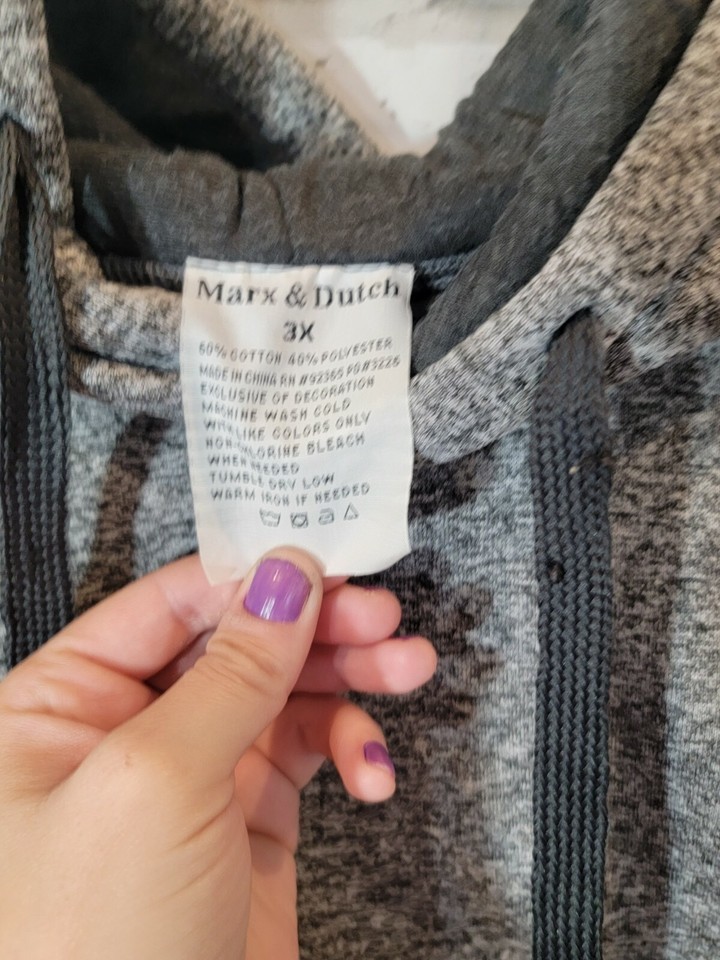 Marx & Dutch
3X
60% COTTON 40% POLYESTER
MADE IN CHINA RN #92365 PO#3226
EXCLUSIVE OF DECORATION
MACHINE WASH COLD
WITH LIKE COLORS ONLY
NON-CHLORINE BLEACH
WHEN NEEDED
TUMBLE DRY LOW
WARM IRON IF NEEDED